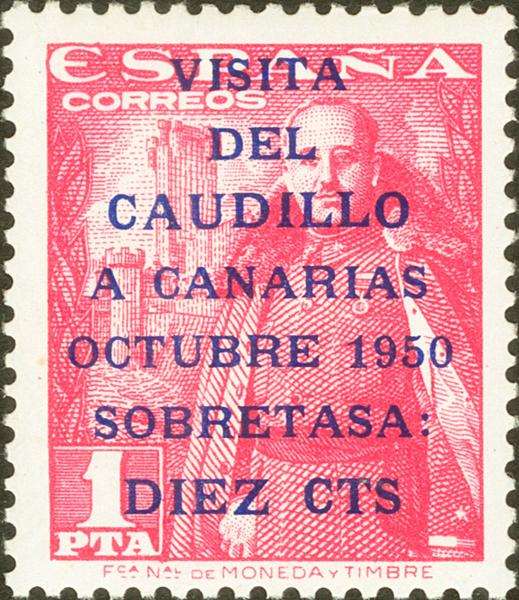 ESPAÑA
CORREOS
VISITA
DEL
CAUDILLO
A CANARIAS
OCTUBRE 1950
SOBRETASA:
DIEZ CTS
1
PTA
FCA NAL DE MONEDA Y TIMBRE